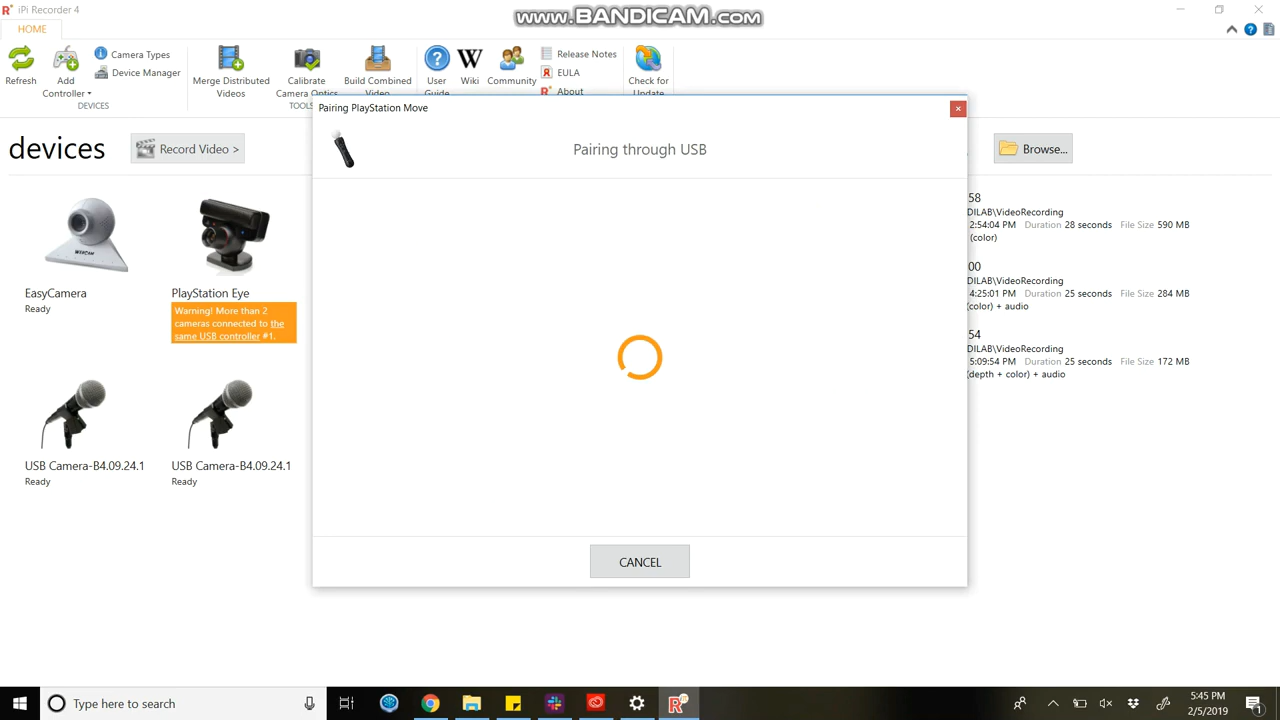 iPi Recorder 4
www.BANDICAM.com
HOME
Refresh
Add
Controller
Camera Types
Device Manager
DEVICES
Merge Distributed
Videos
Calibrate
Camera Optics
Build Combined
Video
TOOLS
User
Guide
Wiki
Community
Release Notes
EULA
About
Check for
Update
devices
Record Video >
Browse...
Pairing PlayStation Move
Pairing through USB
CANCEL
EasyCamera
Ready
PlayStation Eye
Warning! More than 2
cameras connected to the
same USB controller #1.
USB Camera-B4.09.24.1
Ready
USB Camera-B4.09.24.1
Ready
58
DILAB\VideoRecording
2:54:04 PM Duration 28 seconds File Size 590 MB
(color)
00
DILAB\VideoRecording
4:25:01 PM Duration 25 seconds File Size 284 MB
(color) + audio
54
DILAB\VideoRecording
5:09:54 PM Duration 25 seconds File Size 172 MB
(depth + color) + audio
Type here to search
5:45 PM
2/5/2019